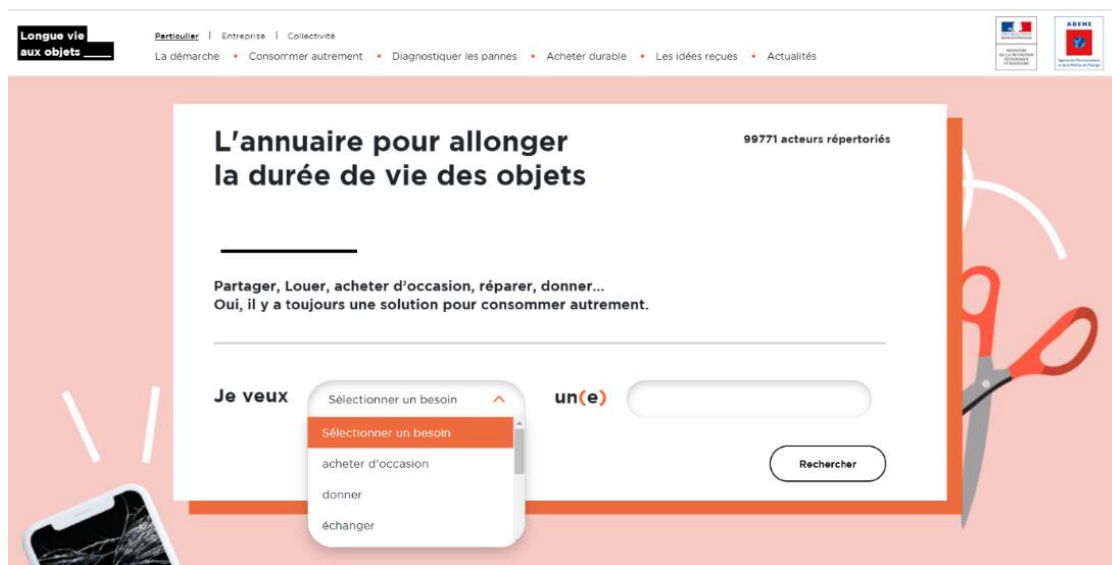 Longue vie
aux objets
Particulier | Entreprise | Collectivité
La démarche • Consommer autrement • Diagnostiquer les pannes • Acheter durable • Les idées reçues • Actualités
ADEME
L'annuaire pour allonger
la durée de vie des objets
99771 acteurs répertoriés
Partager, Louer, acheter d'occasion, réparer, donner...
Oui, il y a toujours une solution pour consommer autrement.
Je veux
Sélectionner un besoin
un(e)
Sélectionner un besoin
acheter d'occasion
donner
échanger
Rechercher